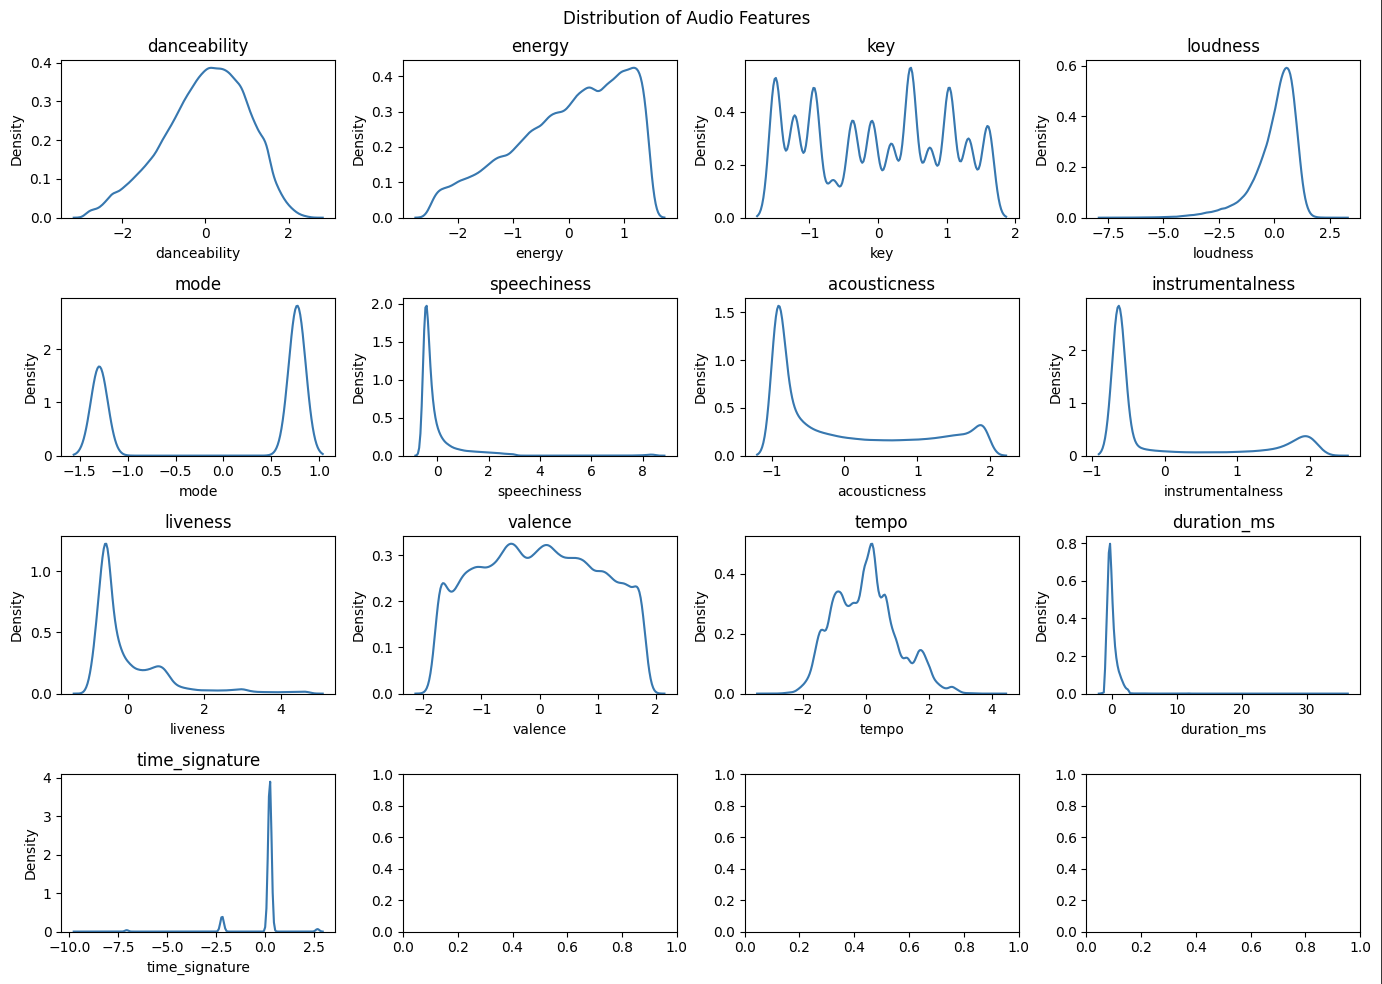 Distribution of Audio Features
danceability energy key loudness
0.4 0.3 0.2 0.1 0.0
Density
−2 0 2
danceability
0.4 0.3 0.2 0.1 0.0
Density
−2 −1 0 1
energy
0.4 0.2 0.0
Density
−1 0 1 2
key
0.6 0.4 0.2 0.0
Density
−7.5 −5.0 −2.5 0.0 2.5
loudness
mode speechiness acousticness instrumentalness
2 1 0
Density
−1.5 −1.0 −0.5 0.0 0.5 1.0
mode
2.0 1.5 1.0 0.5 0.0
Density
0 2 4 6 8
speechiness
1.5 1.0 0.5 0.0
Density
−1 0 1 2
acousticness
2 1 0
Density
−1 0 1 2
instrumentalness
liveness valence tempo duration_ms
1.0 0.5 0.0
Density
0 2 4
liveness
0.3 0.2 0.1 0.0
Density
−2 −1 0 1 2
valence
0.4 0.2 0.0
Density
−2 0 2 4
tempo
0.8 0.6 0.4 0.2 0.0
Density
0 10 20 30
duration_ms
time_signature
4 3 2 1 0
Density
−10.0 −7.5 −5.0 −2.5 0.0 2.5
time_signature
1.0 0.8 0.6 0.4 0.2 0.0
0.0 0.2 0.4 0.6 0.8 1.0
1.0 0.8 0.6 0.4 0.2 0.0
0.0 0.2 0.4 0.6 0.8 1.0
1.0 0.8 0.6 0.4 0.2 0.0
0.0 0.2 0.4 0.6 0.8 1.0